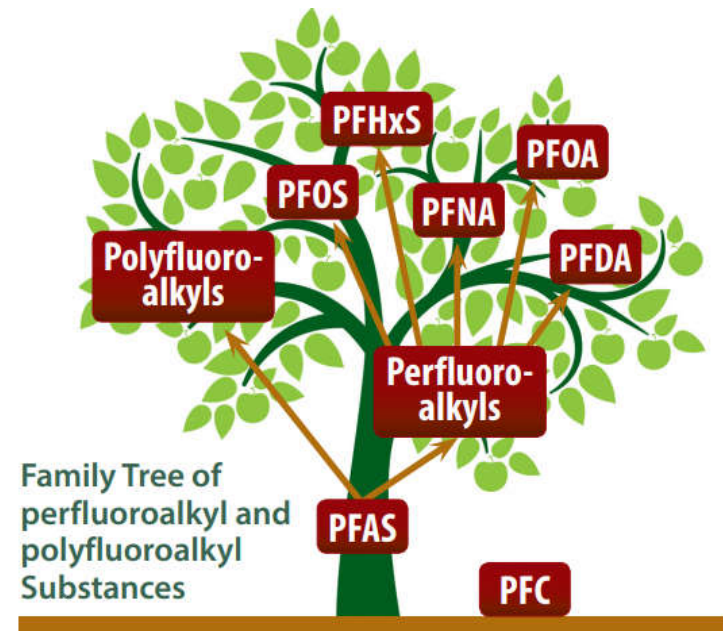 PFHxS
PFOA
PFOS
PFNA
Polyfluoro-
alkyls
PFDA
Perfluoro-
alkyls
Family Tree of
perfluoroalkyl and
polyfluoroalkyl
Substances
PFAS
PFC